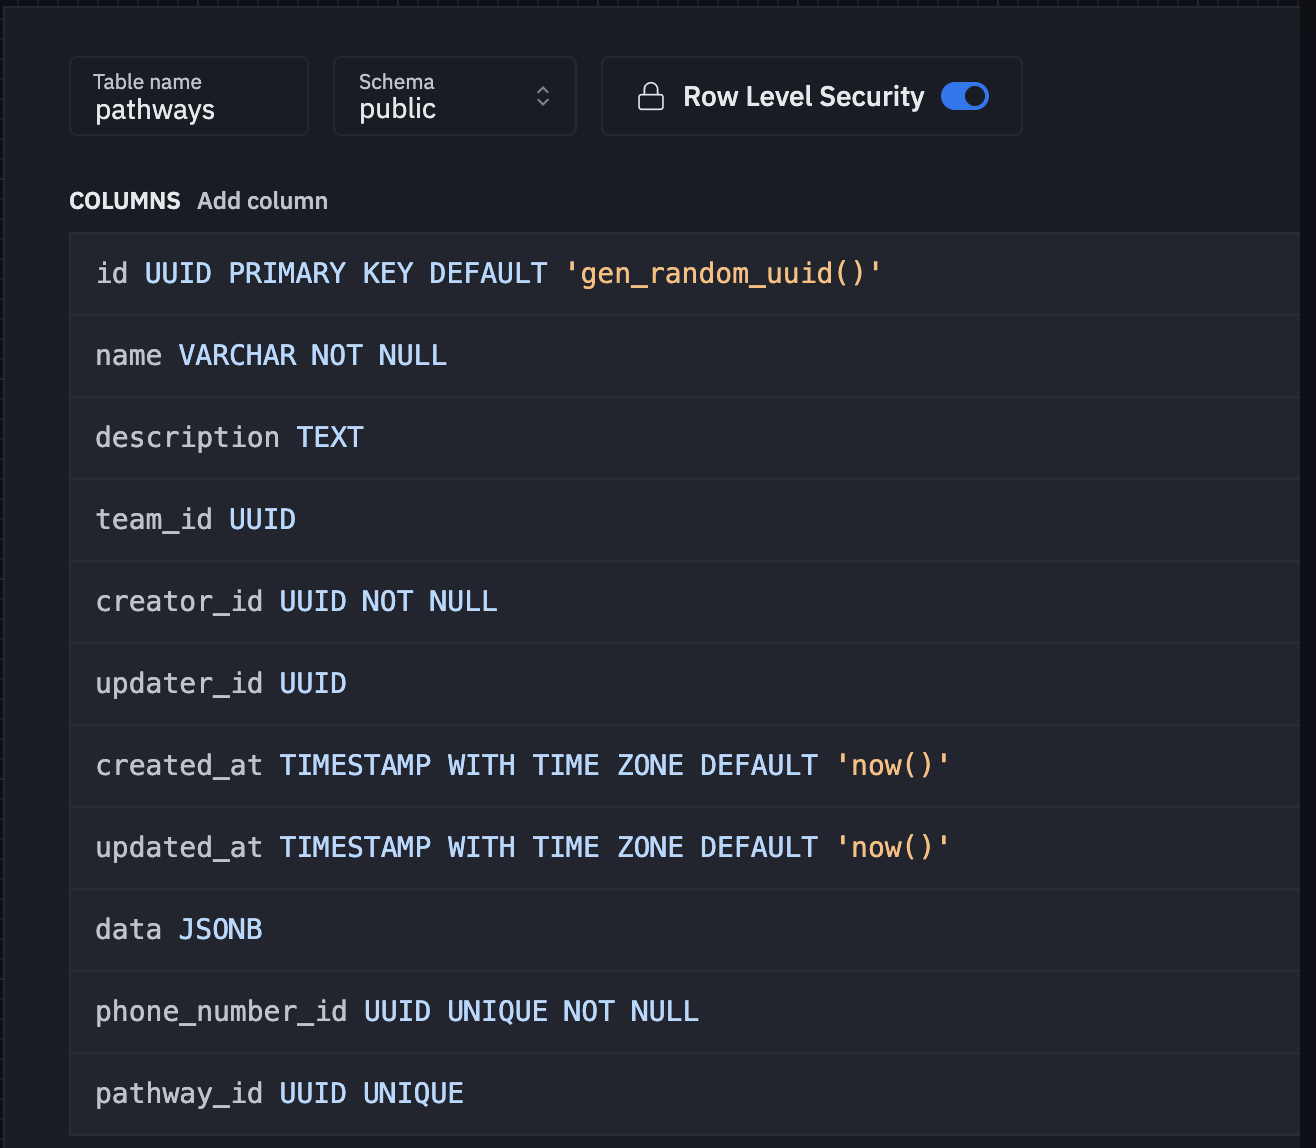 Table name
pathways
Schema
public
Row Level Security
COLUMNS Add column
id UUID PRIMARY KEY DEFAULT 'gen_random_uuid()'
name VARCHAR NOT NULL
description TEXT
team_id UUID
creator_id UUID NOT NULL
updater_id UUID
created_at TIMESTAMP WITH TIME ZONE DEFAULT 'now()'
updated_at TIMESTAMP WITH TIME ZONE DEFAULT 'now()'
data JSONB
phone_number_id UUID UNIQUE NOT NULL
pathway_id UUID UNIQUE